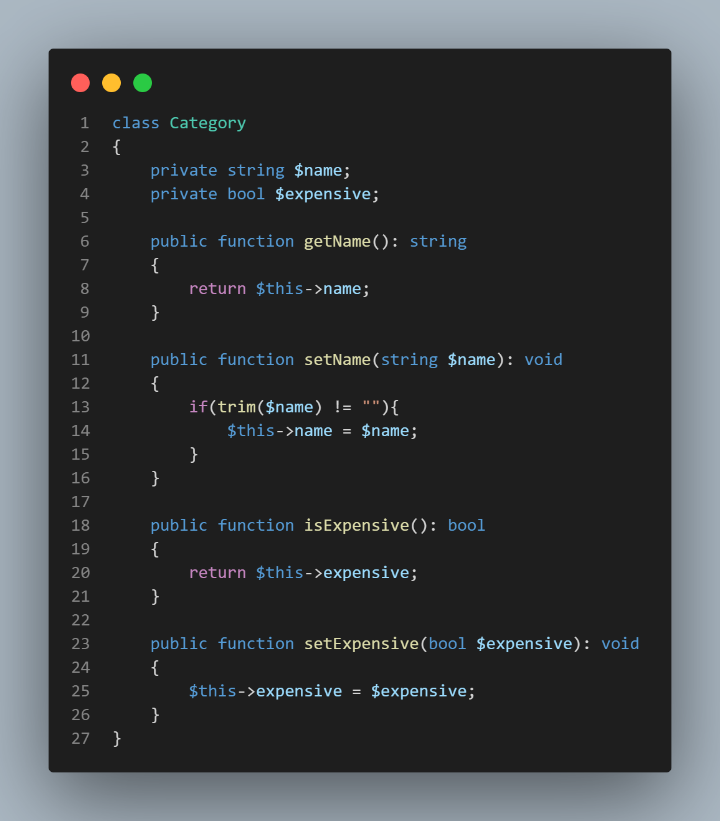 1 class Category
2 {
3     private string $name;
4     private bool $expensive;
5
6     public function getName(): string
7     {
8         return $this->name;
9     }
10
11     public function setName(string $name): void
12     {
13         if(trim($name) != ""){
14             $this->name = $name;
15         }
16     }
17
18     public function isExpensive(): bool
19     {
20         return $this->expensive;
21     }
22
23     public function setExpensive(bool $expensive): void
24     {
25         $this->expensive = $expensive;
26     }
27 }